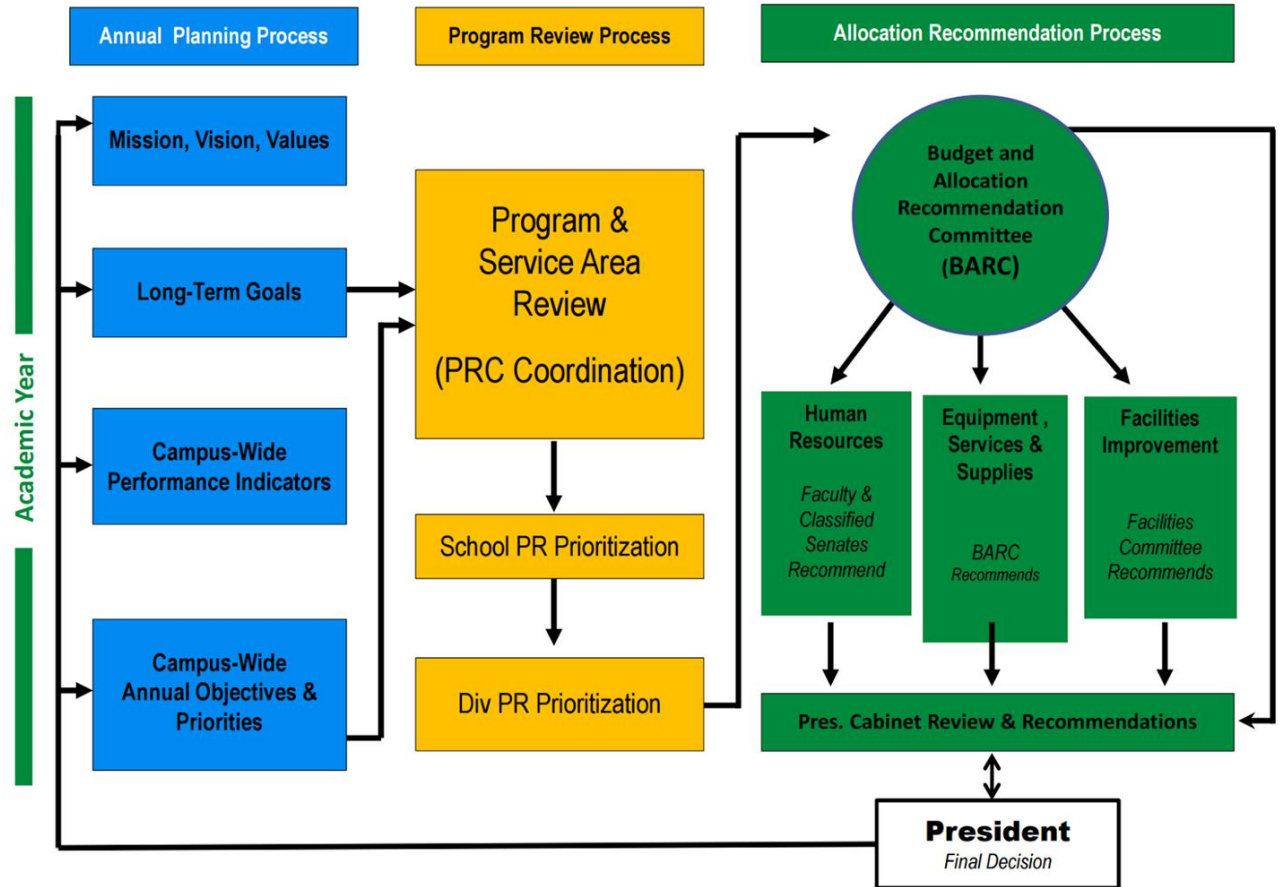 Annual Planning Process
Program Review Process
Allocation Recommendation Process
Academic Year
Mission, Vision, Values
Long-Term Goals
Campus-Wide
Performance Indicators
Campus-Wide
Annual Objectives &
Priorities
Program &
Service Area
Review
(PRC Coordination)
School PR Prioritization
Div PR Prioritization
Budget and
Allocation
Recommendation
Committee
(BARC)
Human
Resources
Faculty &
Classified
Senates
Recommend
Equipment ,
Services &
Supplies
BARC
Recommends
Facilities
Improvement
Facilities
Committee
Recommends
Pres. Cabinet Review & Recommendations
President
Final Decision